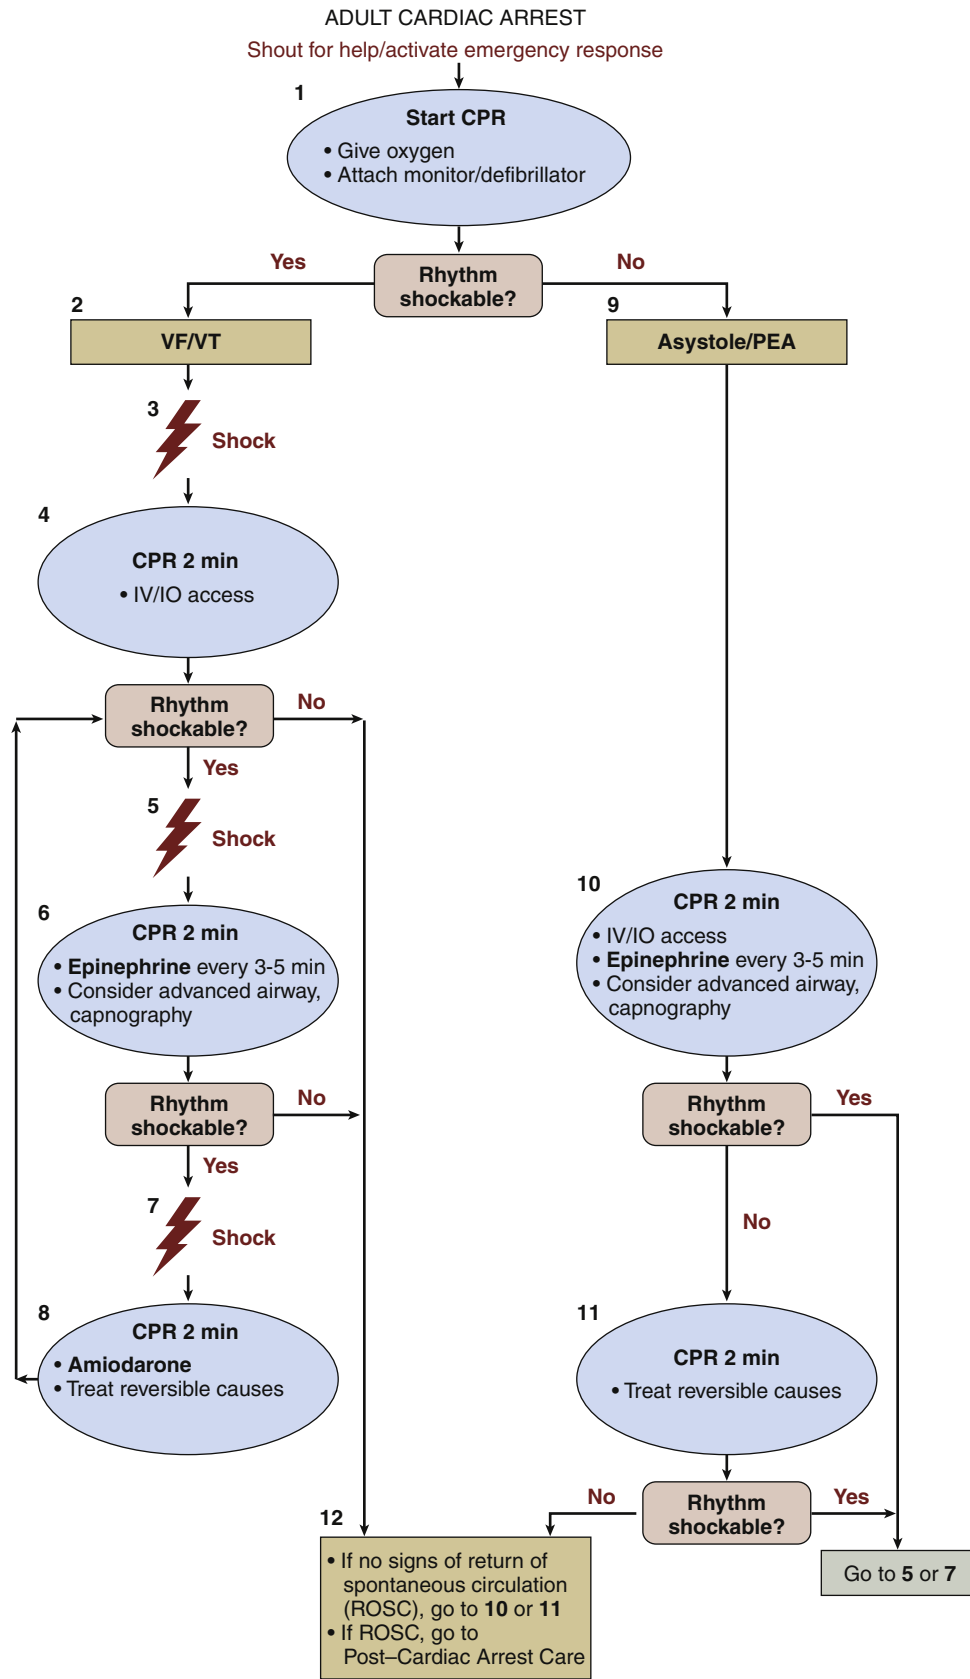 ADULT CARDIAC ARREST
Shout for help/activate emergency response
1
Start CPR
• Give oxygen
• Attach monitor/defibrillator
Rhythm
shockable?
Yes
No
2
VF/VT
9
Asystole/PEA
3
Shock
4
CPR 2 min
• IV/IO access
Rhythm
shockable?
No
Yes
5
Shock
6
CPR 2 min
• Epinephrine every 3-5 min
• Consider advanced airway,
capnography
Rhythm
shockable?
No
Yes
7
Shock
8
CPR 2 min
• Amiodarone
• Treat reversible causes
10
CPR 2 min
• IV/IO access
• Epinephrine every 3-5 min
• Consider advanced airway,
capnography
Rhythm
shockable?
Yes
No
11
CPR 2 min
• Treat reversible causes
Rhythm
shockable?
No
Yes
12
• If no signs of return of
spontaneous circulation
(ROSC), go to 10 or 11
• If ROSC, go to
Post–Cardiac Arrest Care
Go to 5 or 7